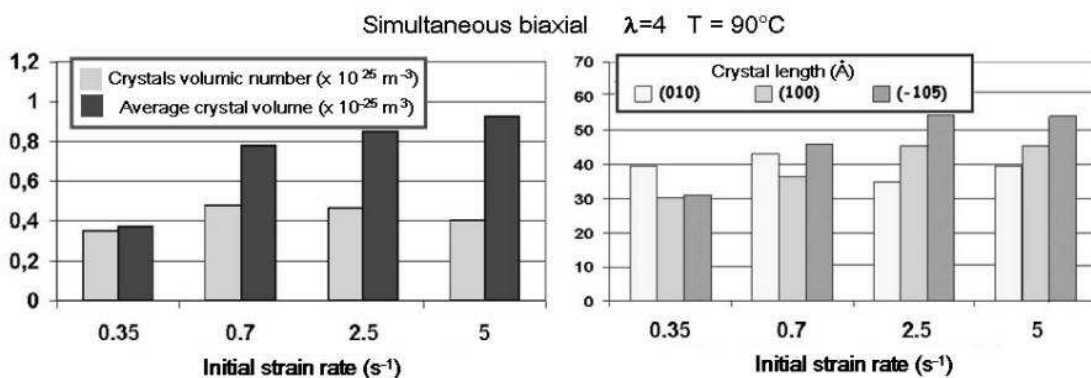 Simultaneous biaxial λ=4 T = 90°C
Crystals volumic number (x 10 25 m –3)
Average crystal volume (x 10–25 m3)
1,2
1
0,8
0,6
0,4
0,2
0
0.35 0.7 2.5 5
Initial strain rate (s–1)
Crystal length (Å)
(010) (100) (-105)
70
60
50
40
30
20
10
0
0.35 0.7 2.5 5
Initial strain rate (s–1)